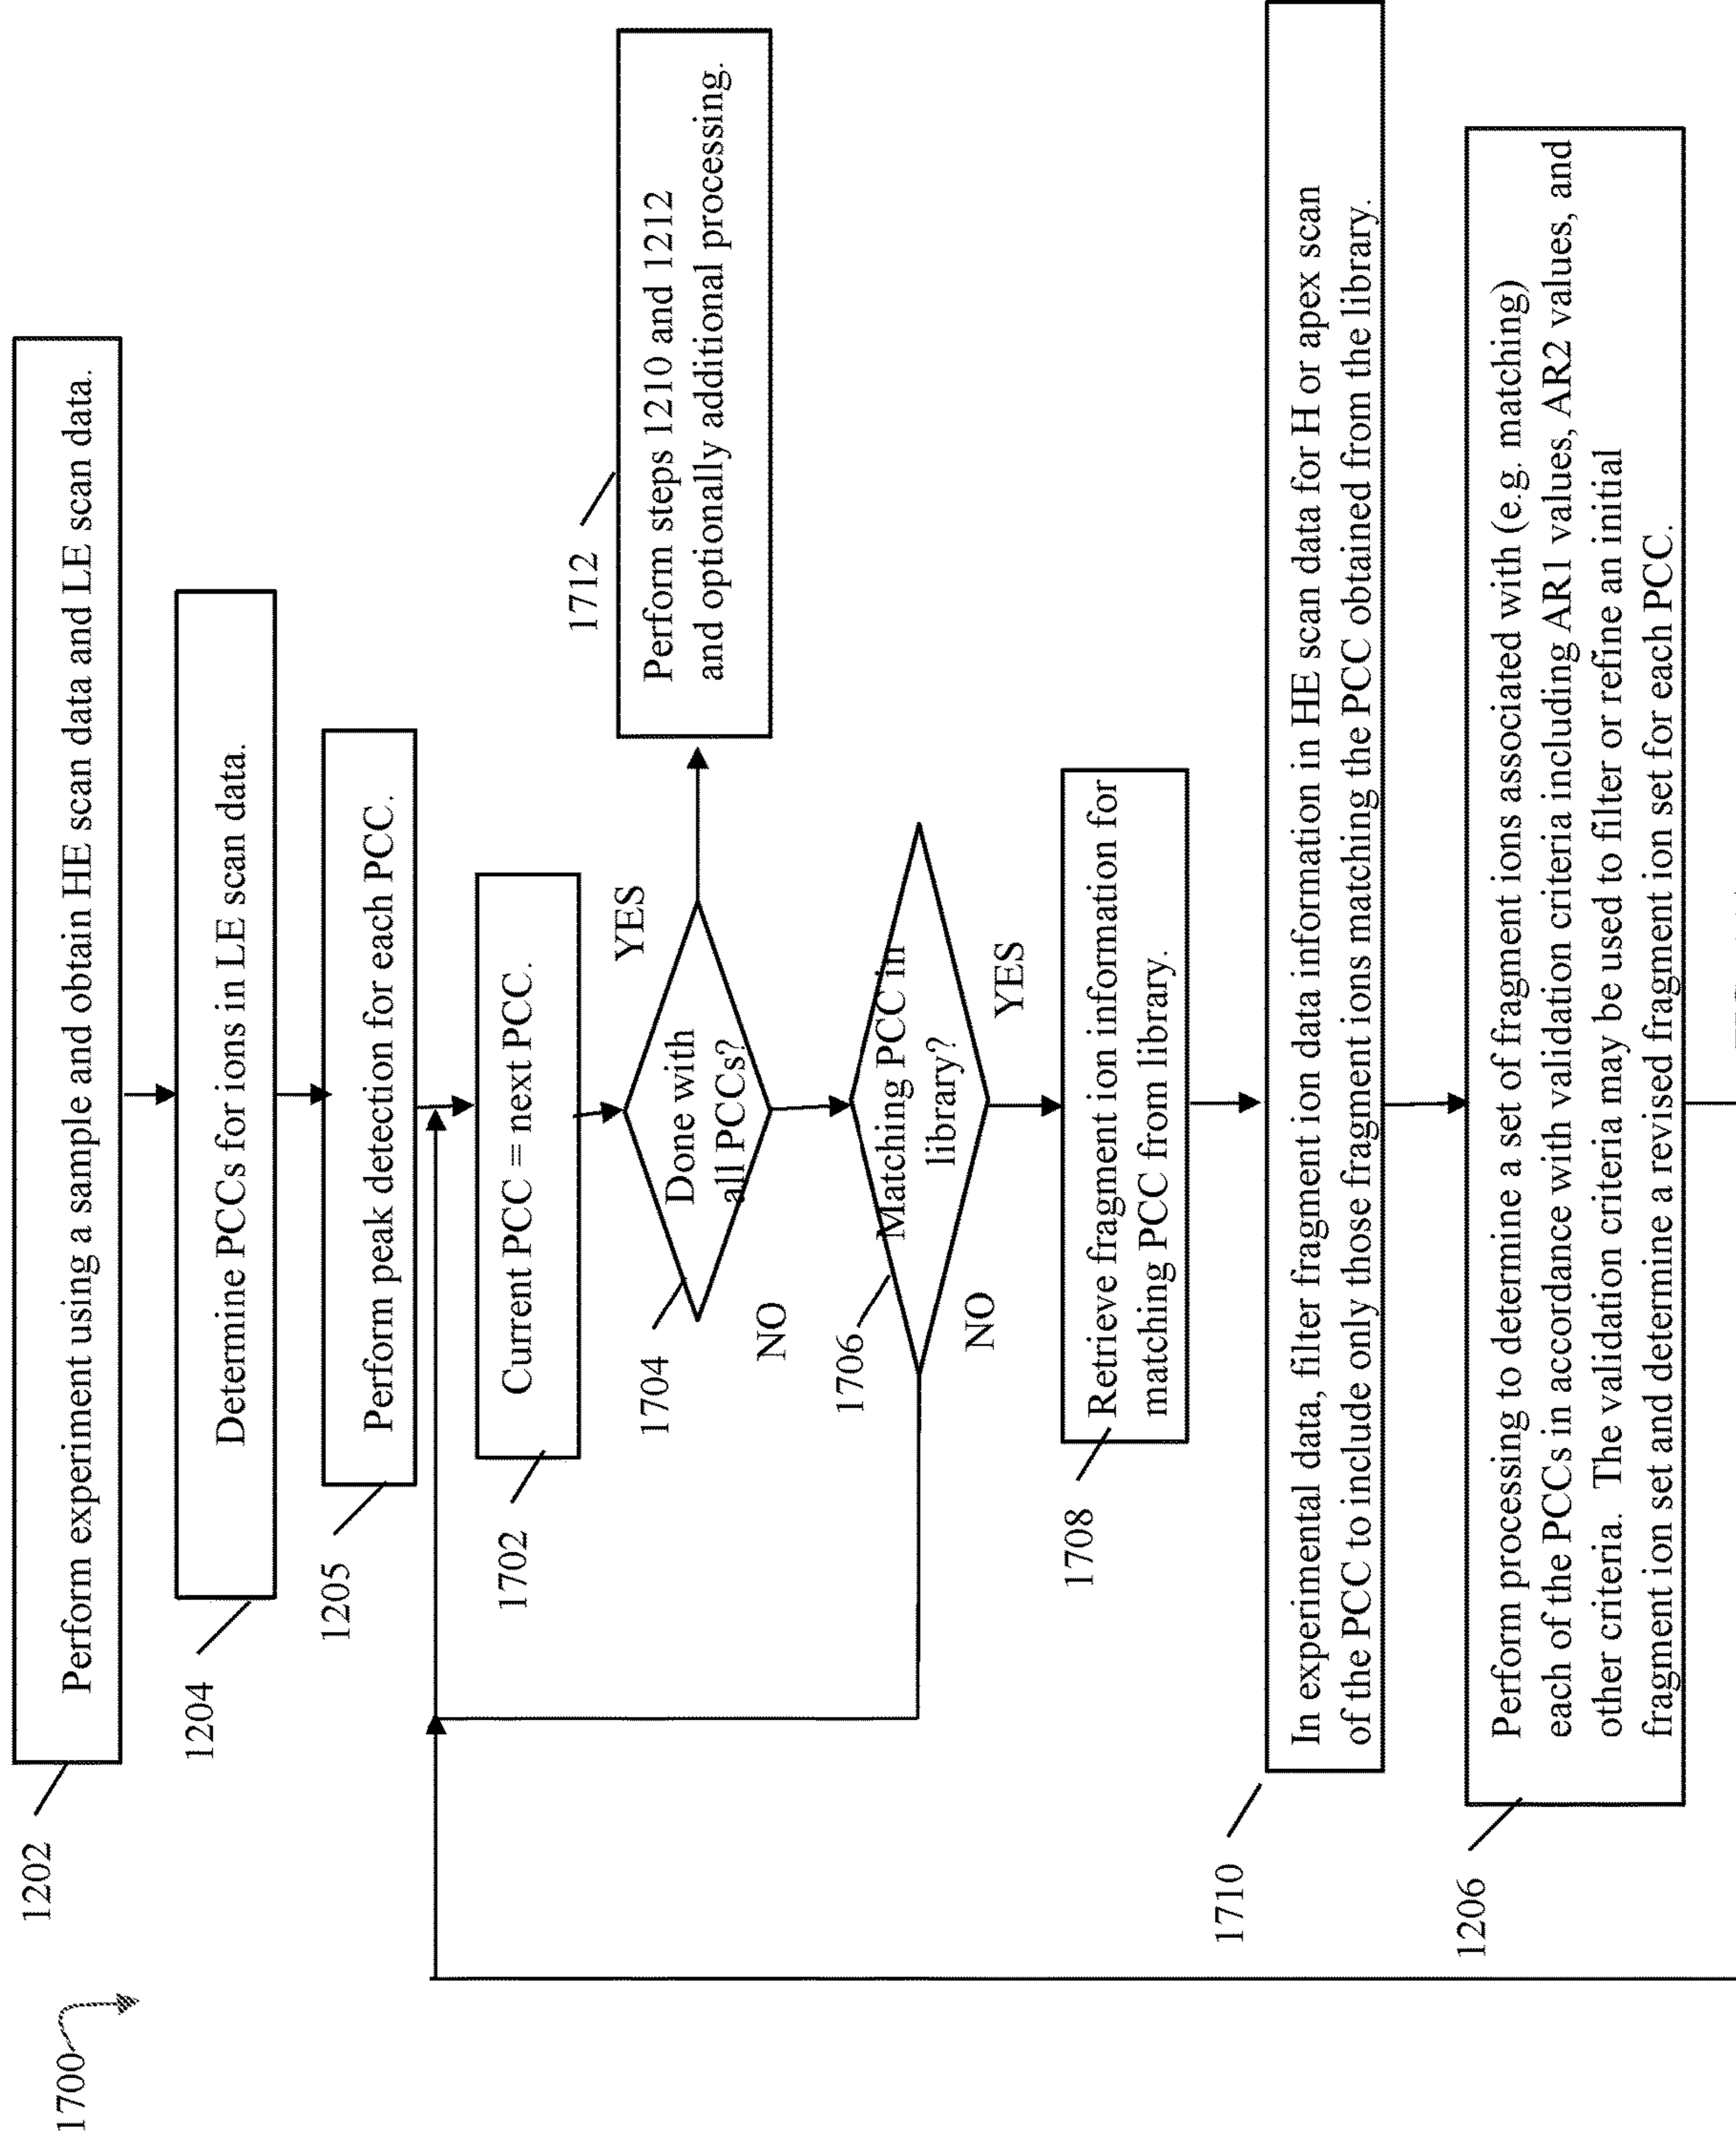 1700
1202
Perform experiment using a sample and obtain HE scan data and LE scan data.
1204
Determine PCCs for ions in LE scan data.
1205
Perform peak detection for each PCC.
1702
Current PCC = next PCC.
1704
Done with
all PCCs?
YES
NO
1712
Perform steps 1210 and 1212
and optionally additional processing.
1706
Matching PCC in
library?
NO
YES
1708
Retrieve fragment ion information for
matching PCC from library.
1710
In experimental data, filter fragment ion data information in HE scan data for H or apex scan
of the PCC to include only those fragment ions matching the PCC obtained from the library.
1206
Perform processing to determine a set of fragment ions associated with (e.g. matching)
each of the PCCs in accordance with validation criteria including AR1 values, AR2 values, and
other criteria. The validation criteria may be used to filter or refine an initial
fragment ion set and determine a revised fragment ion set for each PCC.